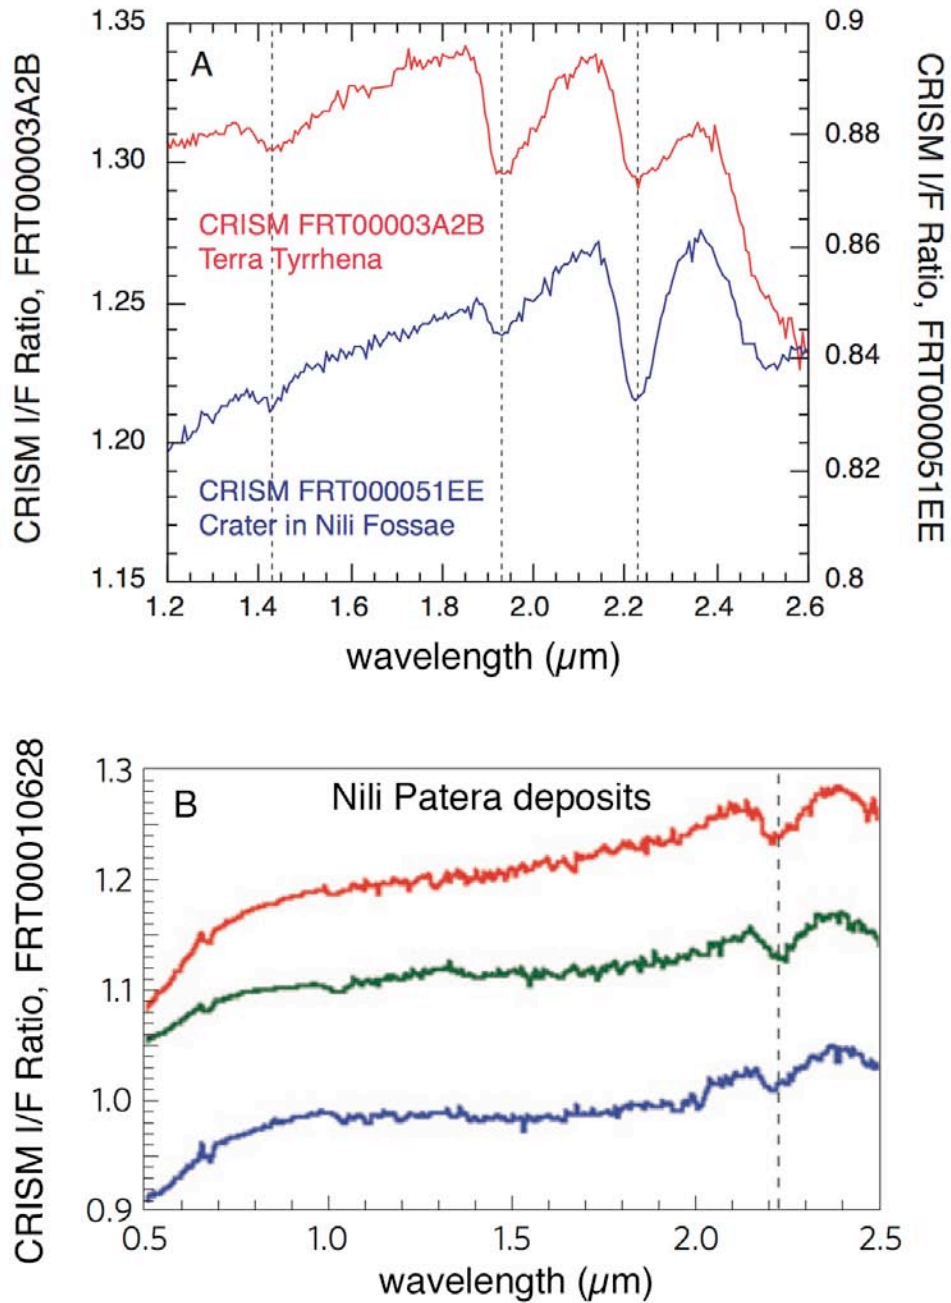 A
CRISM I/F Ratio, FRT00003A2B
1.35
1.30
1.25
1.20
1.15
CRISM FRT00003A2B
Terra Tyrrhena
CRISM FRT000051EE
Crater in Nili Fossae
0.9
0.88
0.86
0.84
0.82
0.8
CRISM I/F Ratio, FRT000051EE
1.2 1.4 1.6 1.8 2.0 2.2 2.4 2.6
wavelength (µm)
B
Nili Patera deposits
CRISM I/F Ratio, FRT00010628
1.3
1.2
1.1
1.0
0.9
0.5 1.0 1.5 2.0 2.5
wavelength (µm)